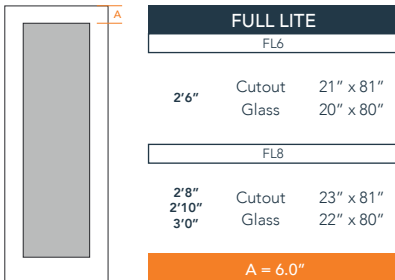 A
FULL LITE
FL6
2'6"
Cutout 21" x 81"
Glass 20" x 80"
FL8
2'8"
2'10"
3'0"
Cutout 23" x 81"
Glass 22" x 80"
A = 6.0"